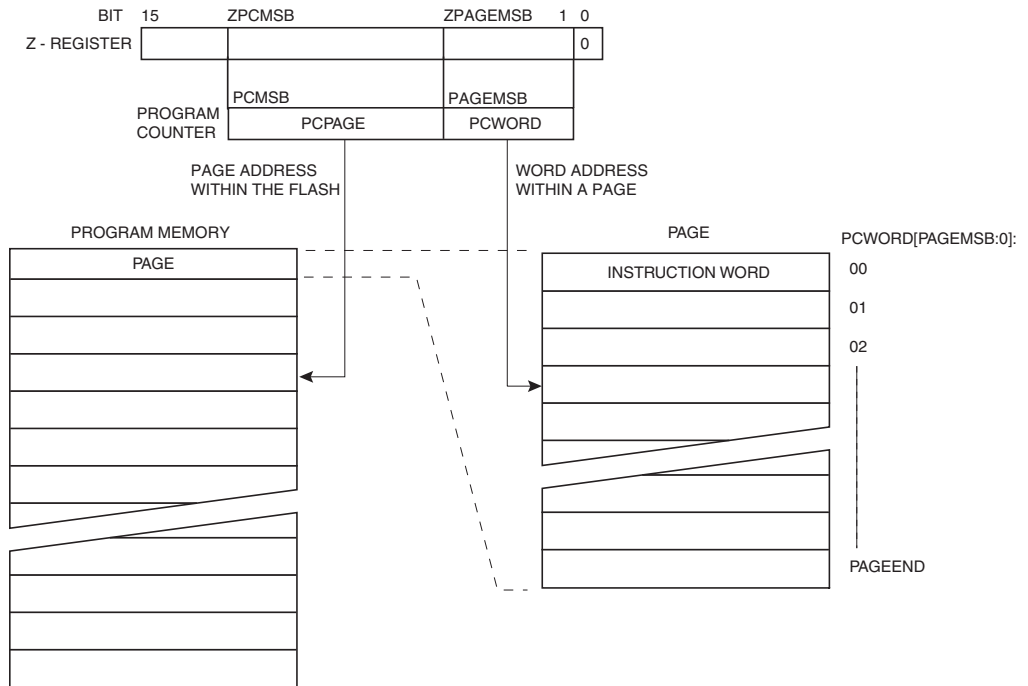 BIT 15 ZPCMSB ZPAGEMSB 1 0
Z - REGISTER 0
PCMSB PAGEMSB
PROGRAM
COUNTER
PCPAGE PCWORD
PAGE ADDRESS
WITHIN THE FLASH
WORD ADDRESS
WITHIN A PAGE
PROGRAM MEMORY
PAGE
PAGE
PCWORD[PAGEMSB:0]:
INSTRUCTION WORD
00
01
02
PAGEEND